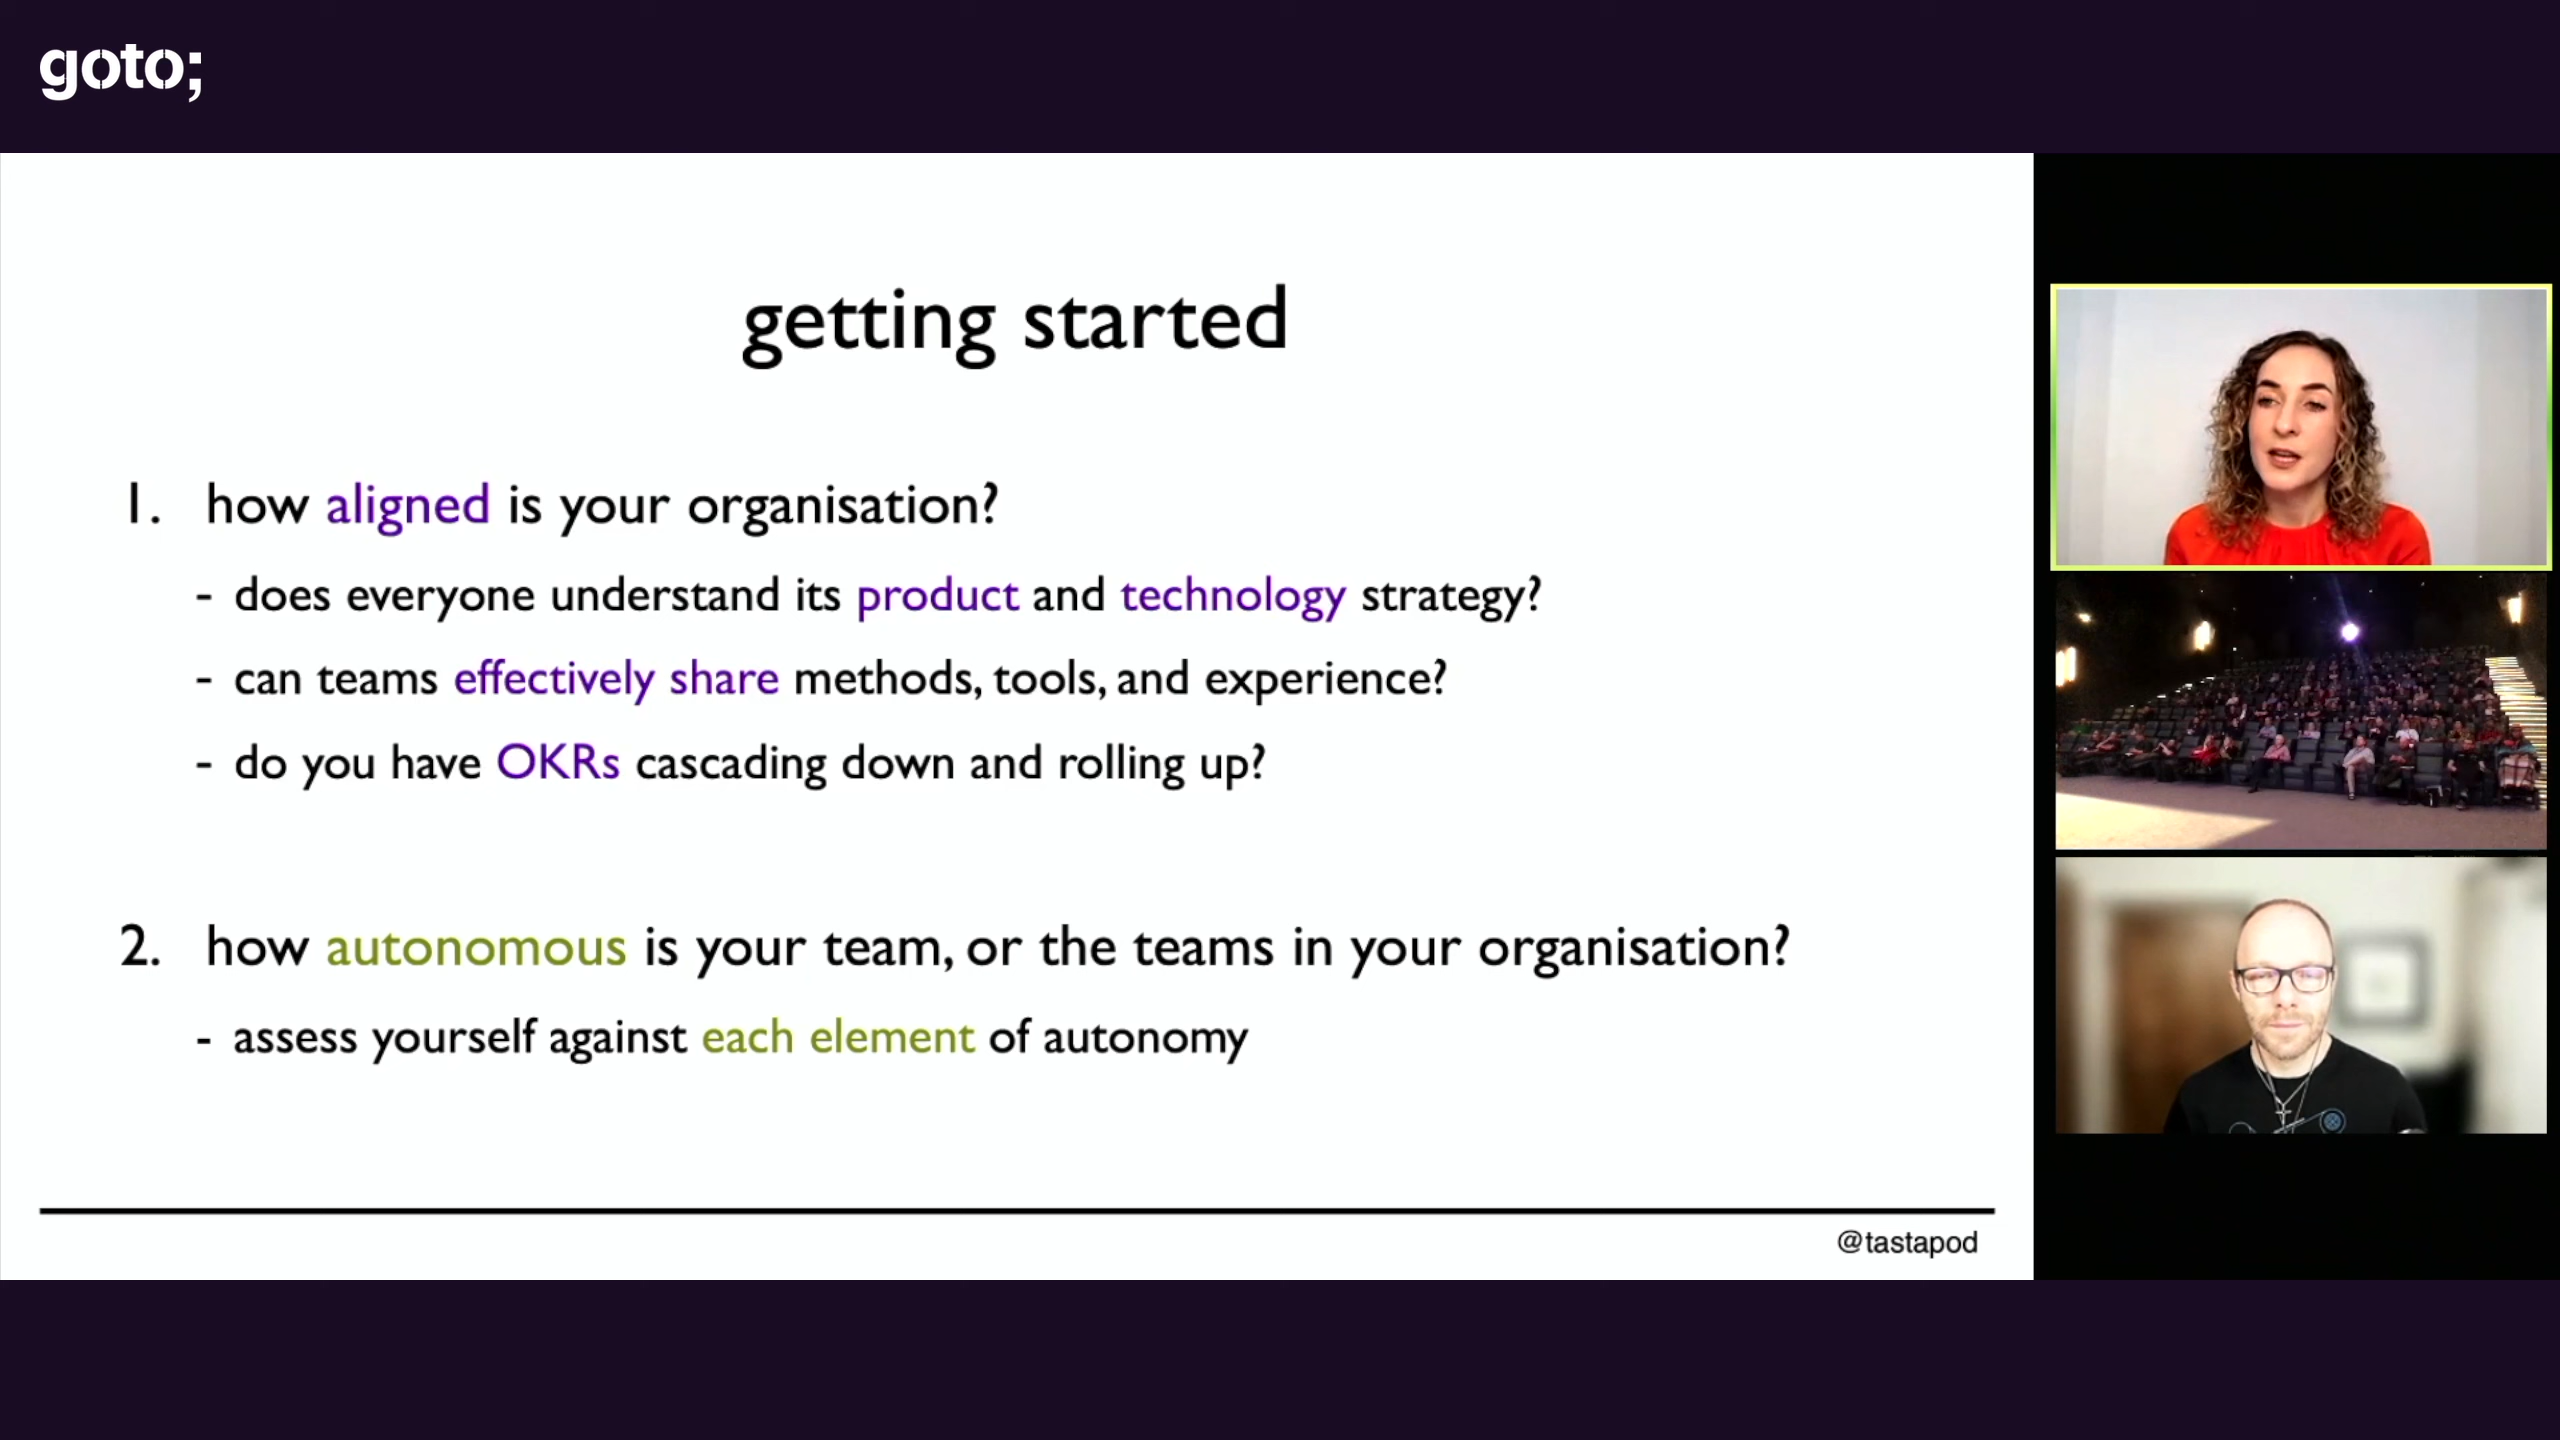 goto;
getting started
1. how aligned is your organisation?
- does everyone understand its product and technology strategy?
- can teams effectively share methods, tools, and experience?
- do you have OKRs cascading down and rolling up?
2. how autonomous is your team, or the teams in your organisation?
- assess yourself against each element of autonomy
@tastapod